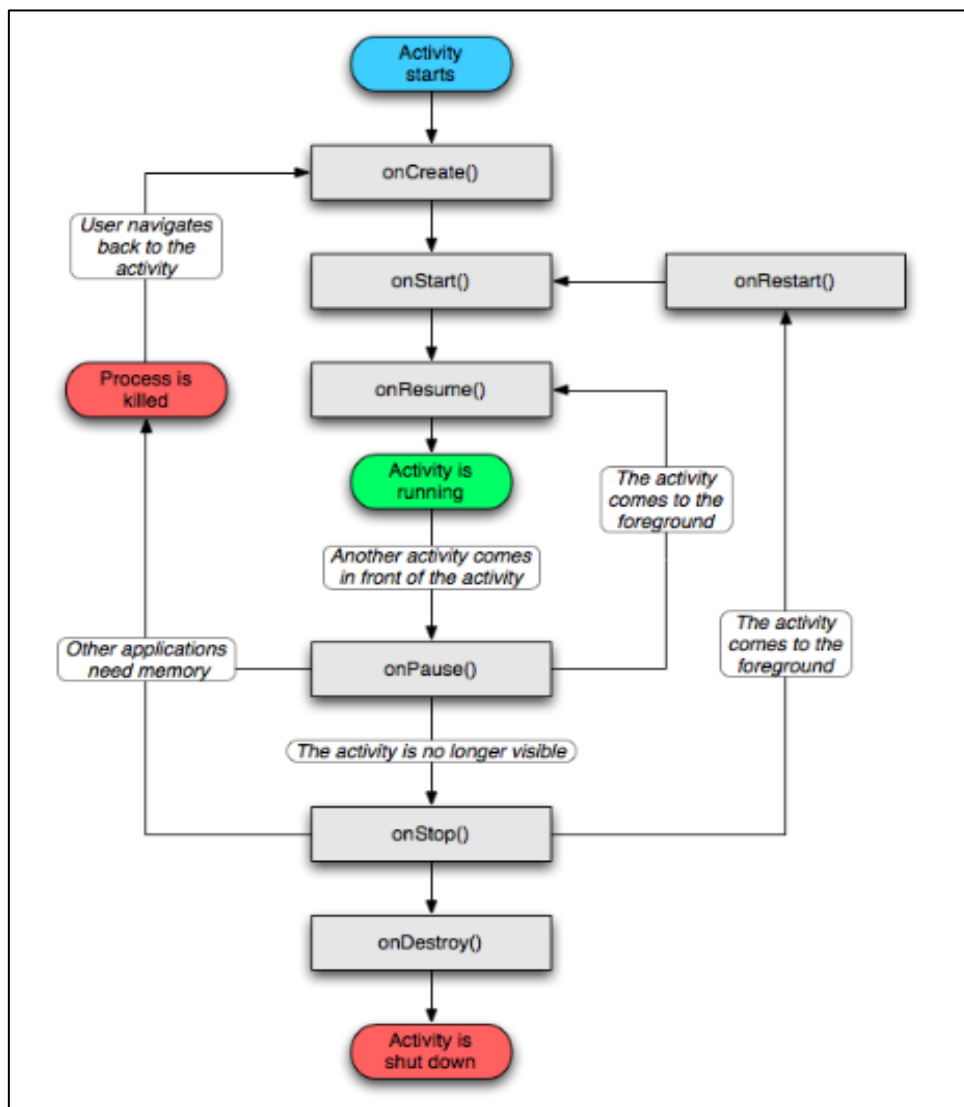 Activity
starts
onCreate()
User navigates
back to the
activity
onStart()
onRestart()
Process is
killed
onResume()
Activity is
running
The activity
comes to the
foreground
Another activity comes
in front of the activity
The activity
comes to the
foreground
Other applications
need memory
onPause()
The activity is no longer visible
onStop()
onDestroy()
Activity is
shut down